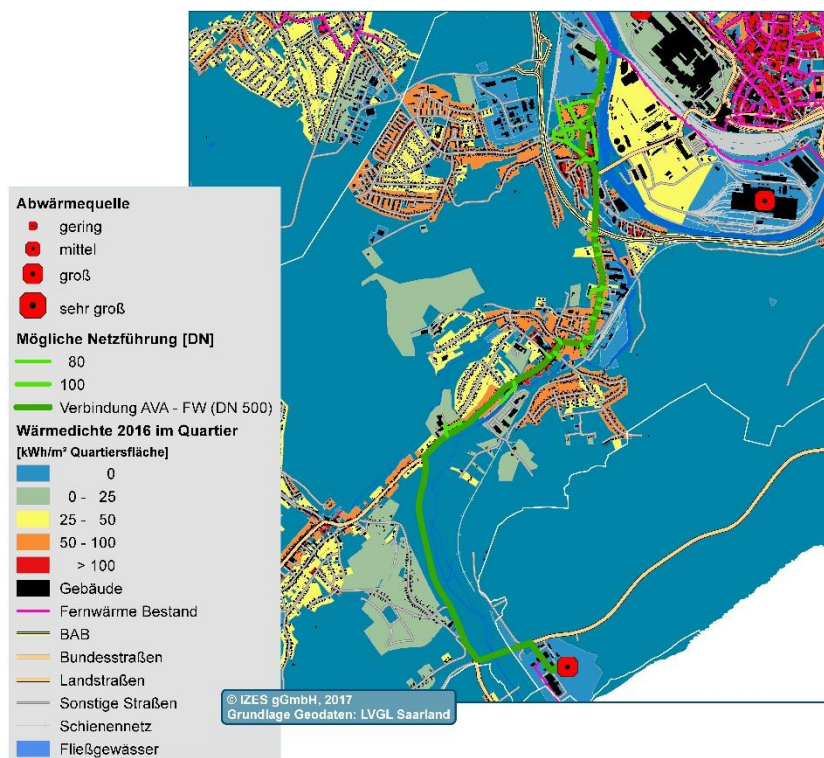 Abwärmequelle
gering
mittel
groß
sehr groß
Mögliche Netzführung [DN]
80
100
Verbindung AVA - FW (DN 500)
Wärmedichte 2016 im Quartier
[kWh/m² Quartiersfläche]
0
0 - 25
25 - 50
50 - 100
> 100
Gebäude
Fernwärme Bestand
BAB
Bundesstraßen
Landstraßen
Sonstige Straßen
Schienennetz
Fließgewässer
© IZES gGmbH, 2017
Grundlage Geodaten: LVGL Saarland